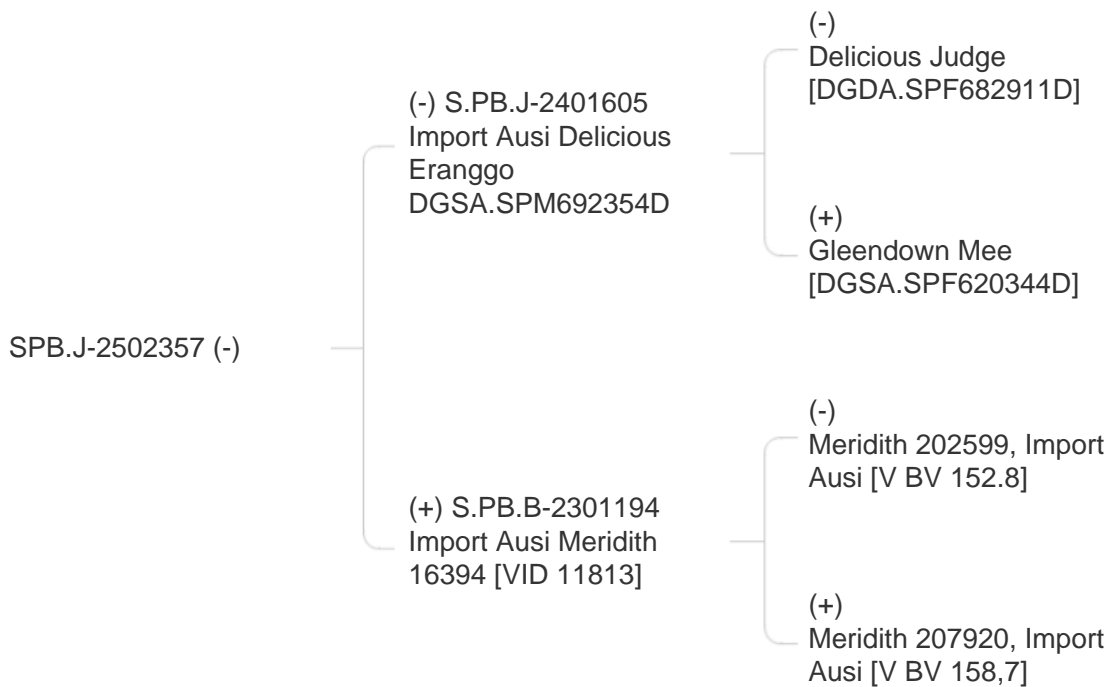 (-)
Delicious Judge
[DGDA.SPF682911D]
(-) S.PB.J-2401605
Import Ausi Delicious
Eranggo
DGSA.SPM692354D
(+)
Gleendown Mee
[DGSA.SPF620344D]
SPB.J-2502357 (-)
(-)
Meridith 202599, Import
Ausi [V BV 152.8]
(+) S.PB.B-2301194
Import Ausi Meridith
16394 [VID 11813]
(+)
Meridith 207920, Import
Ausi [V BV 158,7]